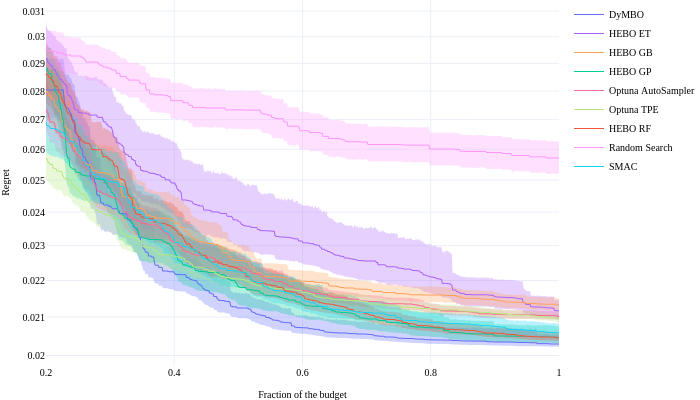 0.031
0.03
0.029
0.028
0.027
0.026
0.025
0.024
0.023
0.022
0.021
0.02
Regret
0.2
0.4
0.6
0.8
1
Fraction of the budget
DyMBO
HEBO ET
HEBO GB
HEBO GP
Optuna AutoSampler
Optuna TPE
HEBO RF
Random Search
SMAC